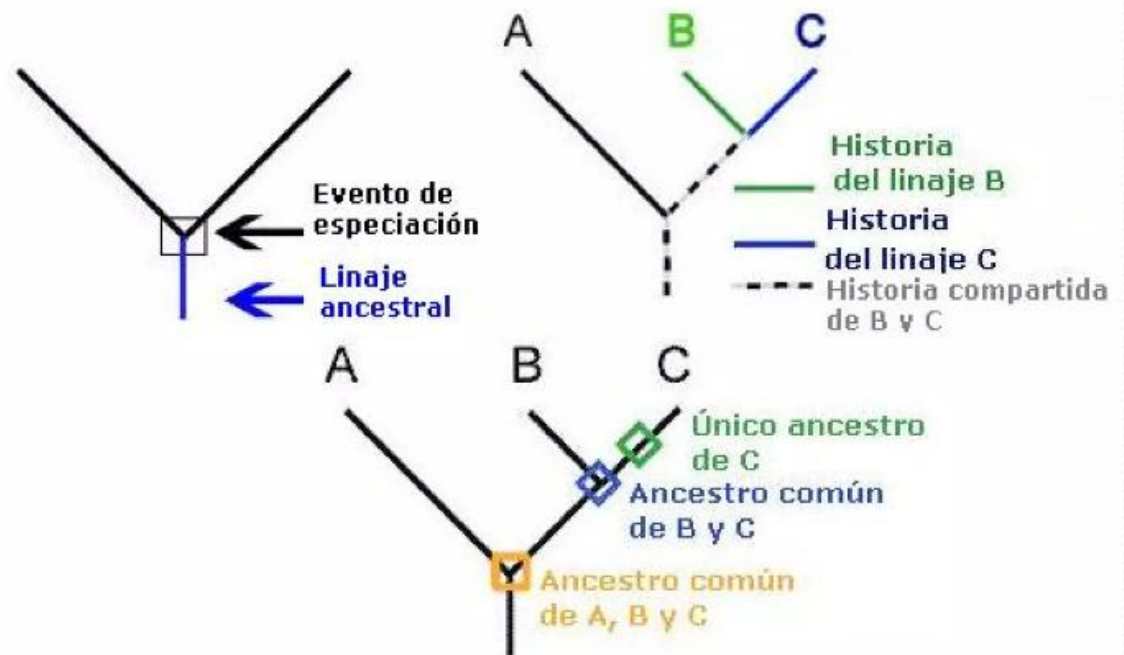 A
B
C
Evento de
especiación
Linaje
ancestral
Historia
del linaje B
Historia
del linaje C
Historia compartida
de B y C
A
B
C
Único ancestro
de C
Ancestro común
de B y C
Ancestro común
de A, B y C